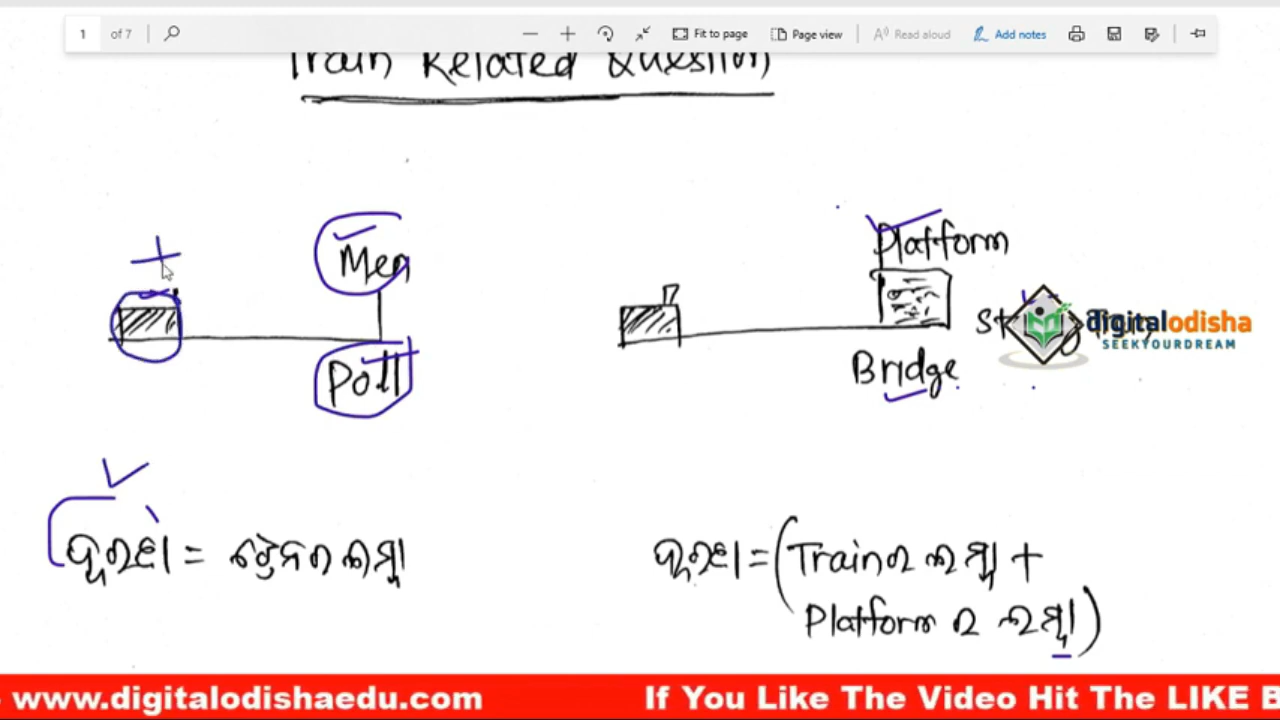 1 of 7 Fit to page Page view Read aloud Add notes
Train Related Question
Men
Platform
digitalodisha
SEEKYOURDREAM
Poll
Bridge
ଦୂରତା = ଟ୍ରେନର ଲମ୍ବା
ଦୂରତା = (Trainର ଲମ୍ବା +
Platform ର ଲମ୍ବା)
www.digitalodishaedu.com If You Like The Video Hit The LIKE B